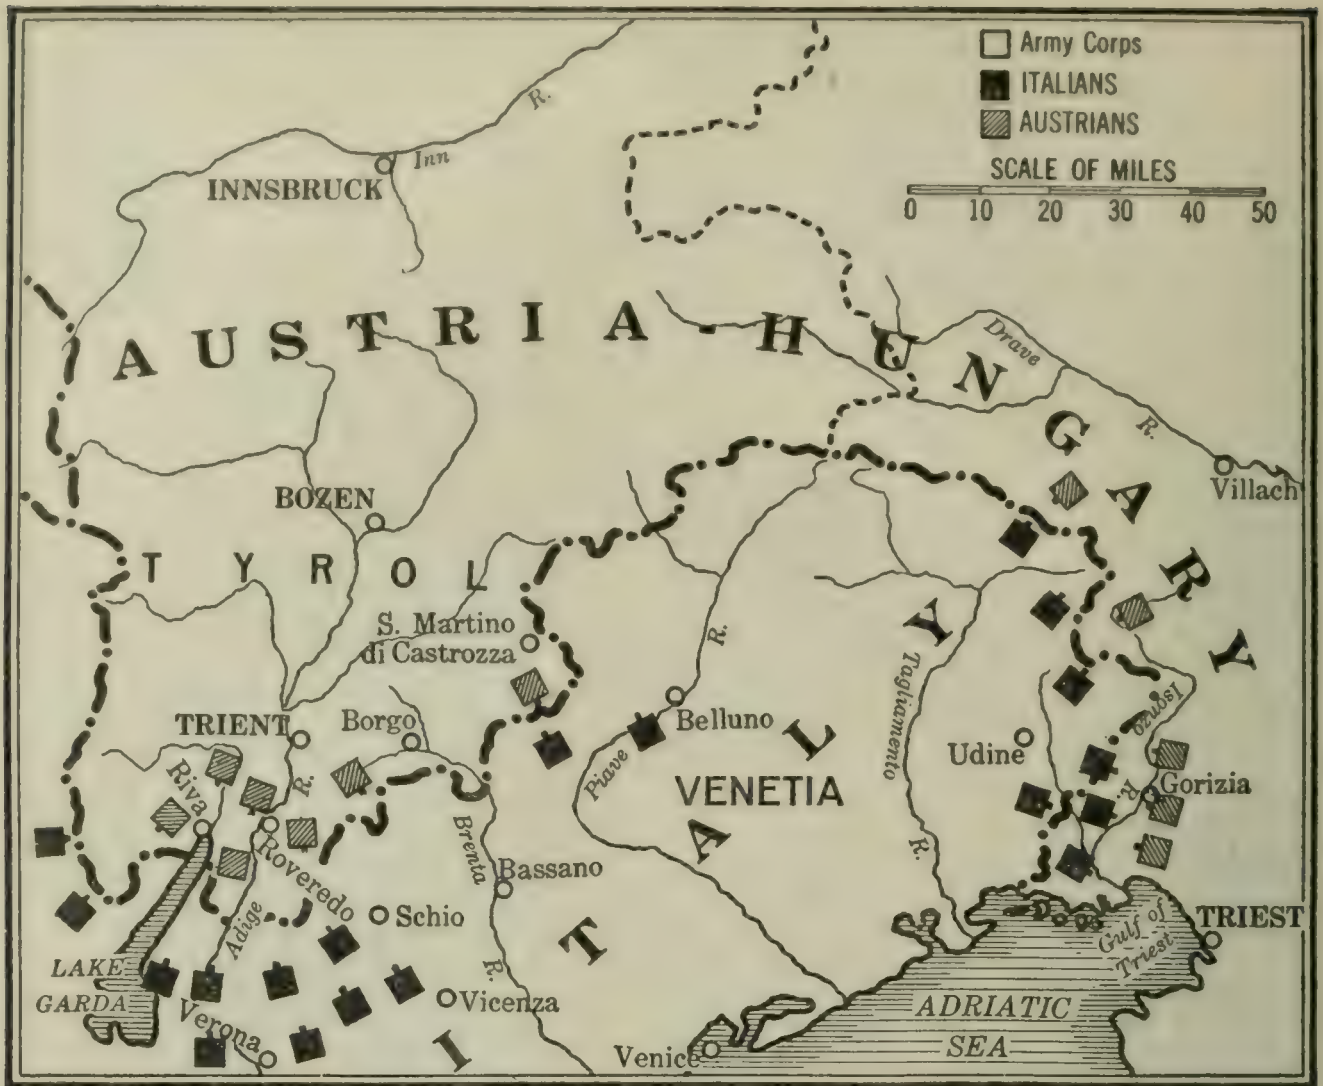 Army Corps
ITALIANS
AUSTRIANS
SCALE OF MILES
0 10 20 30 40 50
R.
Inn
INNSBRUCK
AUSTRIA-HUNGARY
Drave
R.
Villach
BOZEN
TYROL
S. Martino
di Castrozza
R.
TRIENT
Borgo
Belluno
Tagliamento
R.
Isonzo
R.
Udine
Gorizia
Riva
R.
Piave
VENETIA
ITALY
Roveredo
Brenta
R.
Bassano
Adige
Schio
LAKE
GARDA
Verona
Vicenza
Venice
Gulf of
Triest
TRIEST
ADRIATIC
SEA